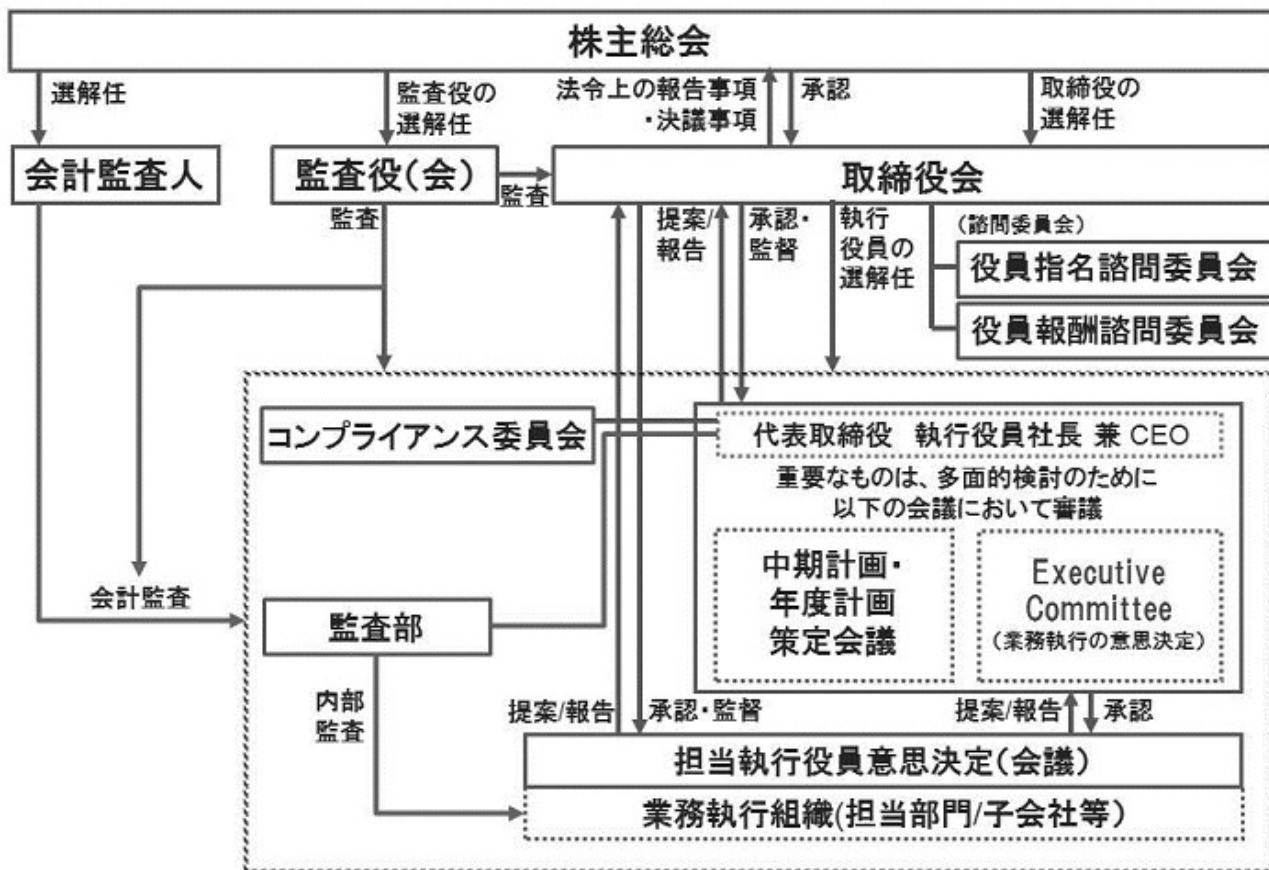 株主総会
選解任
監査役の
選解任
法令上の報告事項
・決議事項
承認
取締役の
選解任
会計監査人
監査役(会)
監査
取締役会
監査
提案/
報告
承認・
監督
執行
役員の
選解任
(諮問委員会)
役員指名諮問委員会
役員報酬諮問委員会
コンプライアンス委員会
代表取締役 執行役員社長 兼 CEO
重要なものは、多面的検討のために
以下の会議において審議
中期計画・
年度計画
策定会議
Executive
Committee
(業務執行の意思決定)
会計監査
監査部
内部
監査
提案/報告
承認・監督
提案/報告
承認
担当執行役員意思決定(会議)
業務執行組織(担当部門/子会社等)